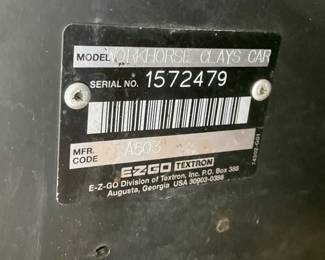 MODEL WORKHORSE CLAYS CAR
SERIAL NO. 1572479
MFR. CODE A503
E-Z-GO TEXTRON
E-Z-GO Division of Textron, Inc. P.O. Box 388
Augusta, Georgia USA 30903-0388